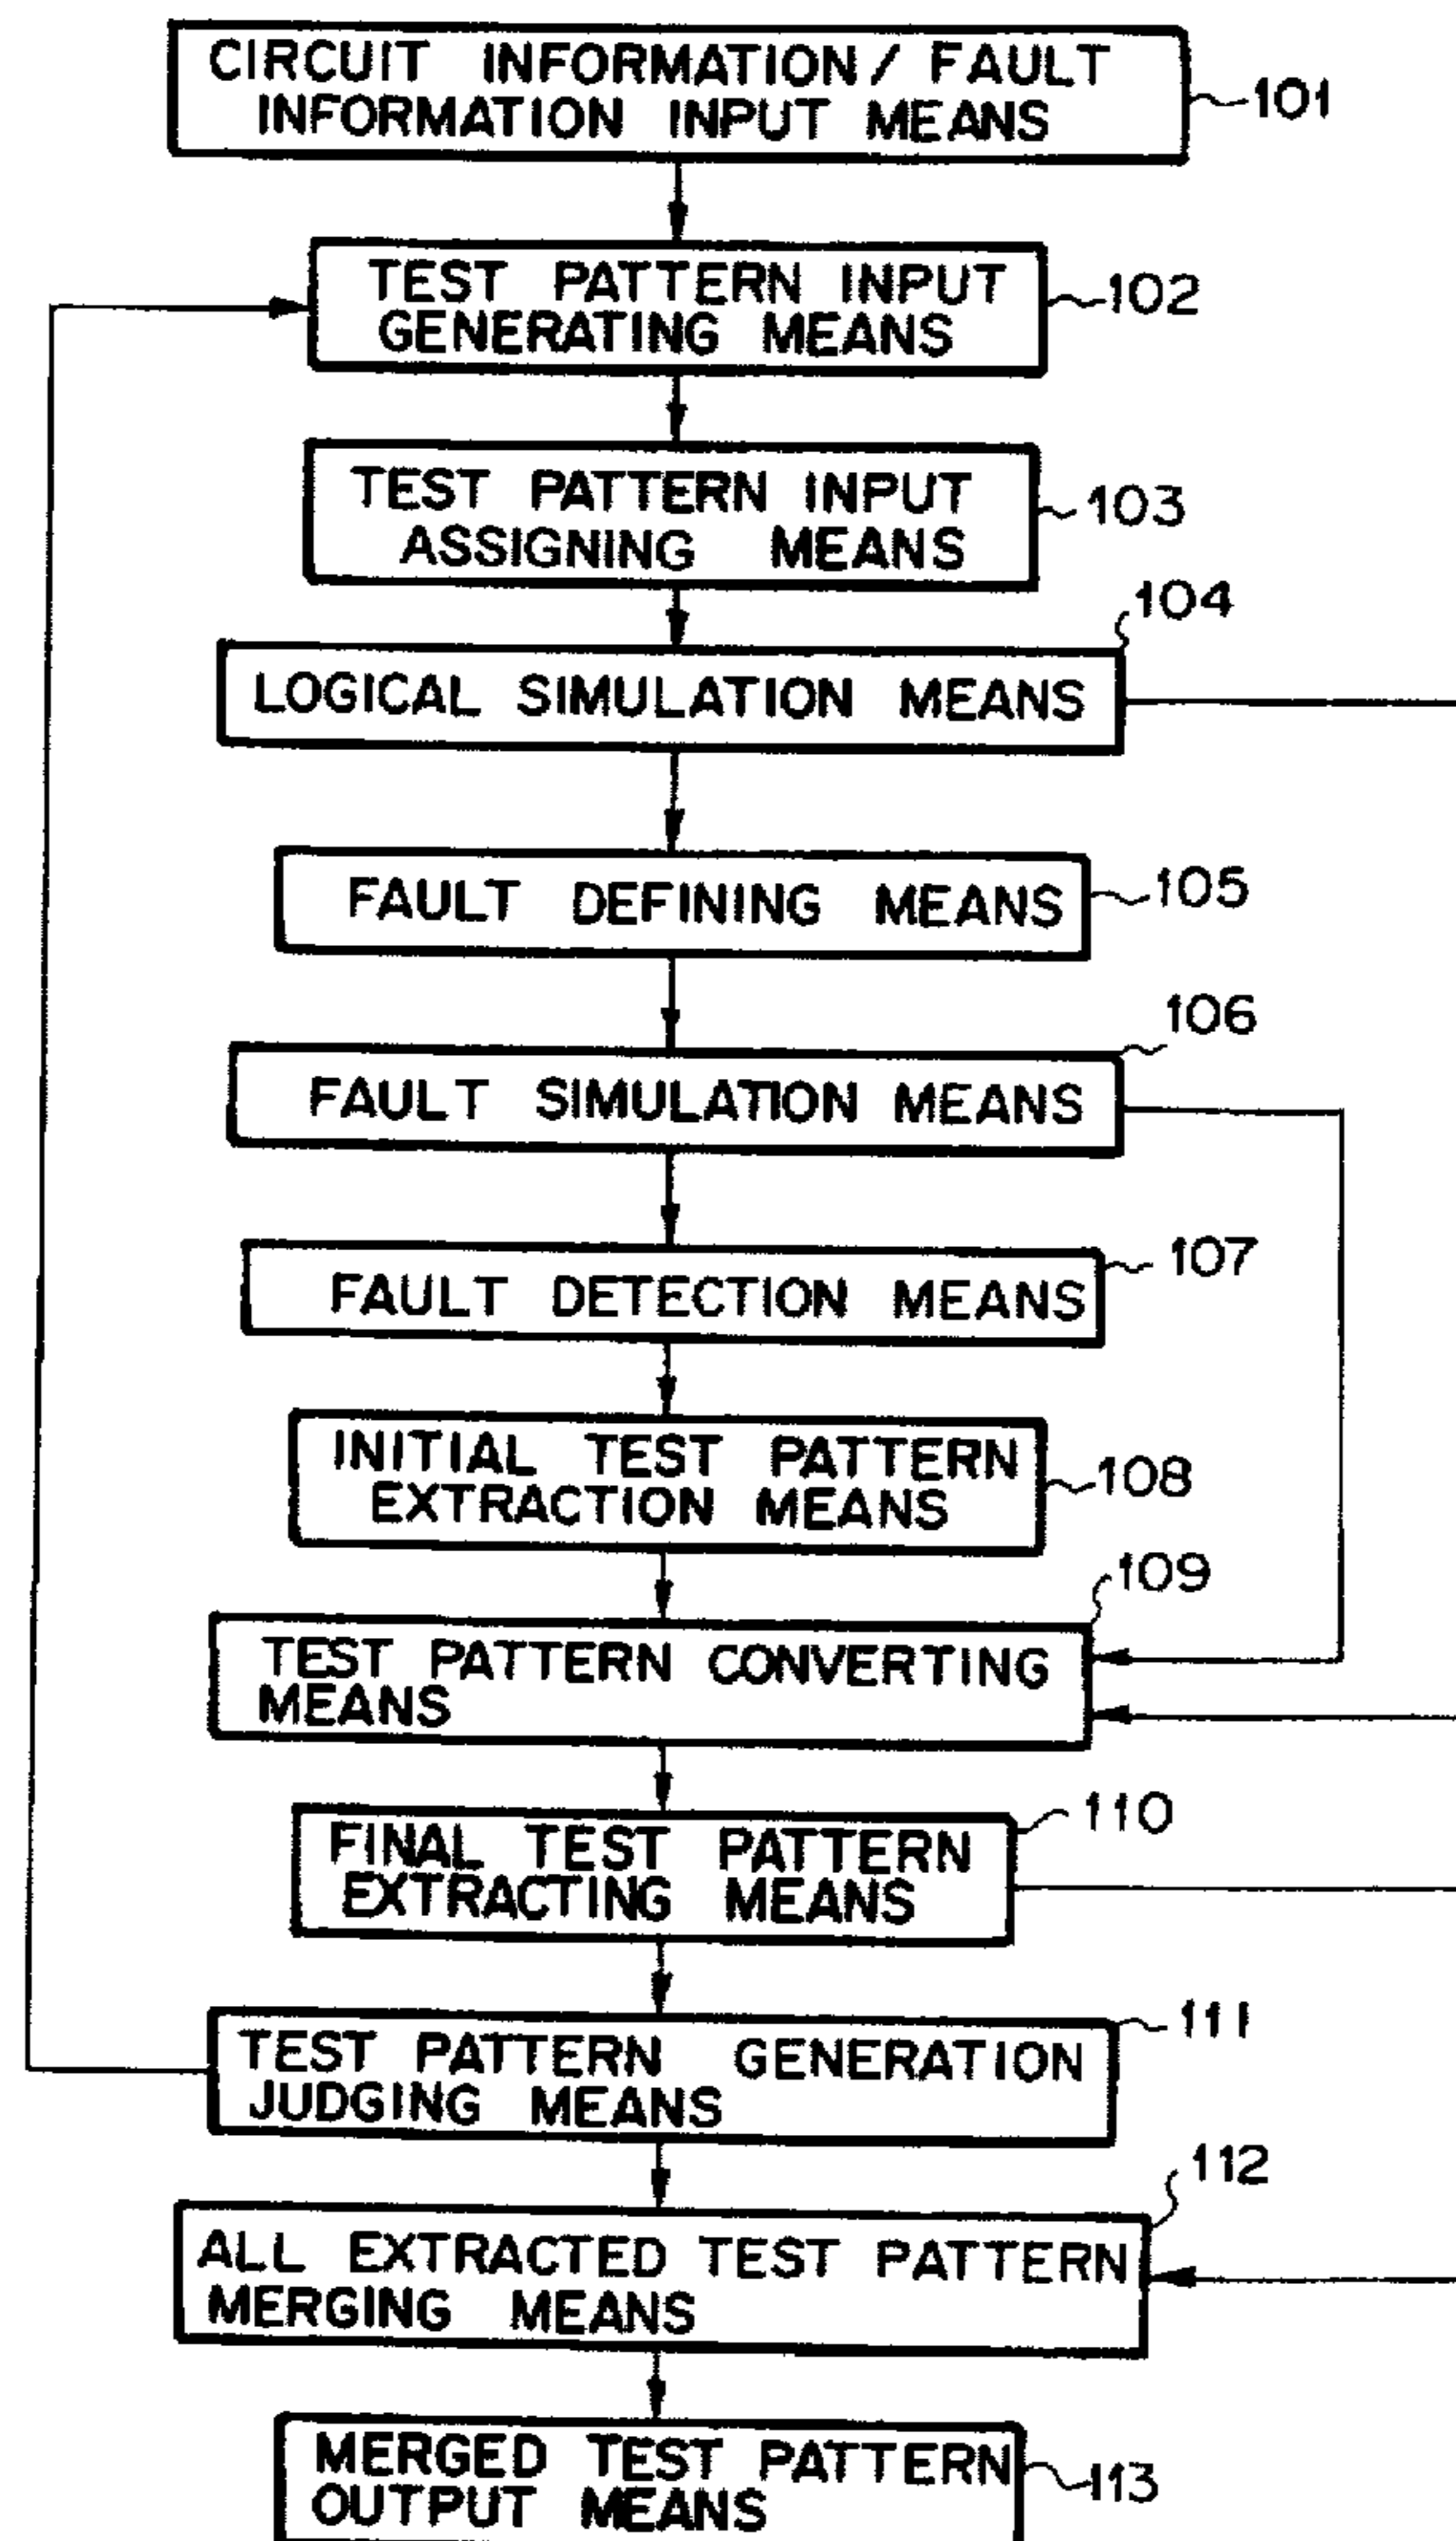 CIRCUIT INFORMATION/ FAULT
INFORMATION INPUT MEANS
101
TEST PATTERN INPUT
GENERATING MEANS
102
TEST PATTERN INPUT
ASSIGNING MEANS
103
104
LOGICAL SIMULATION MEANS
FAULT DEFINING MEANS
105
106
FAULT SIMULATION MEANS
FAULT DETECTION MEANS
107
INITIAL TEST PATTERN
EXTRACTION MEANS
108
109
TEST PATTERN CONVERTING
MEANS
110
FINAL TEST PATTERN
EXTRACTING MEANS
111
TEST PATTERN GENERATION
JUDGING MEANS
112
ALL EXTRACTED TEST PATTERN
MERGING MEANS
MERGED TEST PATTERN
OUTPUT MEANS
113